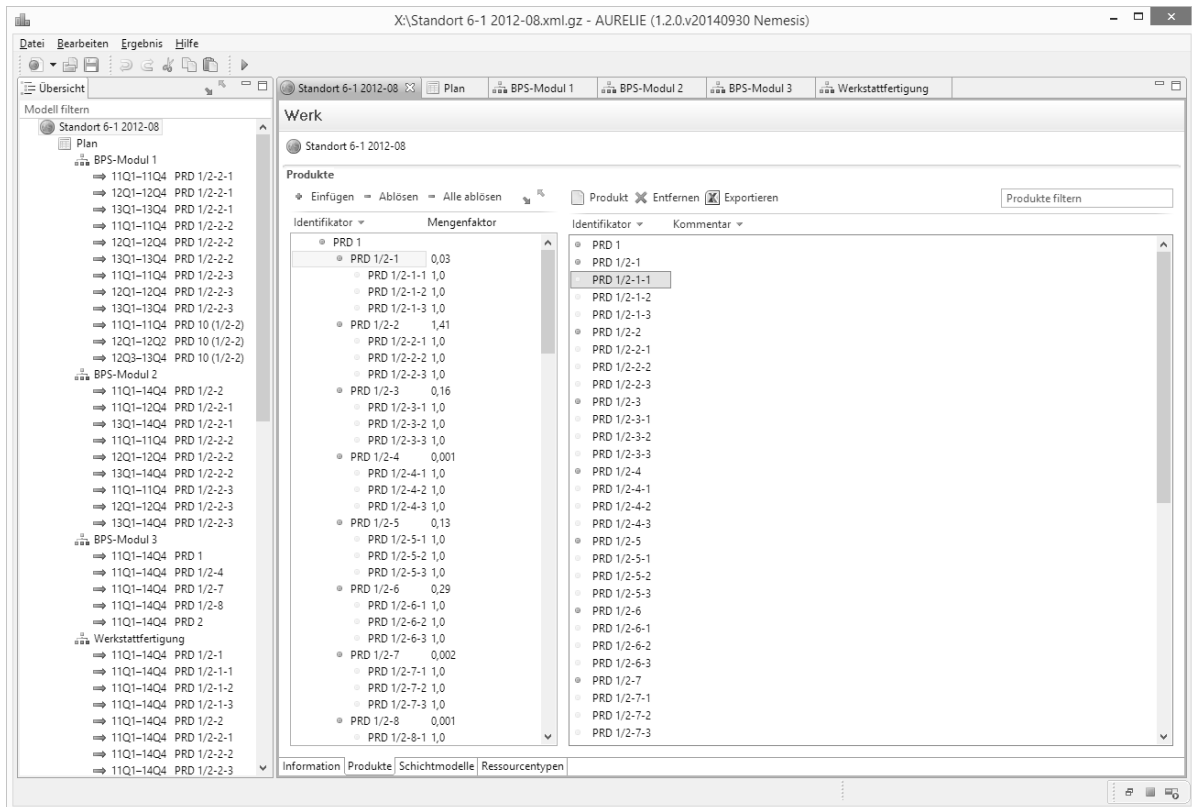 X:\Standort 6-1 2012-08.xml.gz - AURELIE (1.2.0.v20140930 Nemesis)
Datei Bearbeiten Ergebnis Hilfe
Übersicht
Modell filtern
Standort 6-1 2012-08
Plan
BPS-Modul 1
11Q1–11Q4 PRD 1/2-2-1
12Q1–12Q4 PRD 1/2-2-1
13Q1–13Q4 PRD 1/2-2-1
11Q1–11Q4 PRD 1/2-2-2
12Q1–12Q4 PRD 1/2-2-2
13Q1–13Q4 PRD 1/2-2-2
11Q1–11Q4 PRD 1/2-2-3
12Q1–12Q4 PRD 1/2-2-3
13Q1–13Q4 PRD 1/2-2-3
11Q1–11Q4 PRD 10 (1/2-2)
12Q1–12Q2 PRD 10 (1/2-2)
12Q3–13Q4 PRD 10 (1/2-2)
BPS-Modul 2
11Q1–14Q4 PRD 1/2-2
11Q1–12Q4 PRD 1/2-2-1
13Q1–14Q4 PRD 1/2-2-1
11Q1–11Q4 PRD 1/2-2-2
12Q1–12Q4 PRD 1/2-2-2
13Q1–14Q4 PRD 1/2-2-2
11Q1–11Q4 PRD 1/2-2-3
12Q1–12Q4 PRD 1/2-2-3
13Q1–14Q4 PRD 1/2-2-3
BPS-Modul 3
11Q1–14Q4 PRD 1
11Q1–14Q4 PRD 1/2-4
11Q1–14Q4 PRD 1/2-7
11Q1–14Q4 PRD 1/2-8
11Q1–14Q4 PRD 2
Werkstattfertigung
11Q1–14Q4 PRD 1/2-1
11Q1–14Q4 PRD 1/2-1-1
11Q1–14Q4 PRD 1/2-1-2
11Q1–14Q4 PRD 1/2-1-3
11Q1–14Q4 PRD 1/2-2
11Q1–14Q4 PRD 1/2-2-1
11Q1–14Q4 PRD 1/2-2-2
11Q1–14Q4 PRD 1/2-2-3
Standort 6-1 2012-08 Plan BPS-Modul 1 BPS-Modul 2 BPS-Modul 3 Werkstattfertigung
Werk
Standort 6-1 2012-08
Produkte
Einfügen Ablösen Alle ablösen
Identifikator Mengenfaktor
PRD 1
PRD 1/2-1 0,03
PRD 1/2-1-1 1,0
PRD 1/2-1-2 1,0
PRD 1/2-1-3 1,0
PRD 1/2-2 1,41
PRD 1/2-2-1 1,0
PRD 1/2-2-2 1,0
PRD 1/2-2-3 1,0
PRD 1/2-3 0,16
PRD 1/2-3-1 1,0
PRD 1/2-3-2 1,0
PRD 1/2-3-3 1,0
PRD 1/2-4 0,001
PRD 1/2-4-1 1,0
PRD 1/2-4-2 1,0
PRD 1/2-4-3 1,0
PRD 1/2-5 0,13
PRD 1/2-5-1 1,0
PRD 1/2-5-2 1,0
PRD 1/2-5-3 1,0
PRD 1/2-6 0,29
PRD 1/2-6-1 1,0
PRD 1/2-6-2 1,0
PRD 1/2-6-3 1,0
PRD 1/2-7 0,002
PRD 1/2-7-1 1,0
PRD 1/2-7-2 1,0
PRD 1/2-7-3 1,0
PRD 1/2-8 0,001
PRD 1/2-8-1 1,0
Produkt Entfernen Exportieren Produkte filtern
Identifikator Kommentar
PRD 1
PRD 1/2-1
PRD 1/2-1-1
PRD 1/2-1-2
PRD 1/2-1-3
PRD 1/2-2
PRD 1/2-2-1
PRD 1/2-2-2
PRD 1/2-2-3
PRD 1/2-3
PRD 1/2-3-1
PRD 1/2-3-2
PRD 1/2-3-3
PRD 1/2-4
PRD 1/2-4-1
PRD 1/2-4-2
PRD 1/2-4-3
PRD 1/2-5
PRD 1/2-5-1
PRD 1/2-5-2
PRD 1/2-5-3
PRD 1/2-6
PRD 1/2-6-1
PRD 1/2-6-2
PRD 1/2-6-3
PRD 1/2-7
PRD 1/2-7-1
PRD 1/2-7-2
PRD 1/2-7-3
Information Produkte Schichtmodelle Ressourcentypen